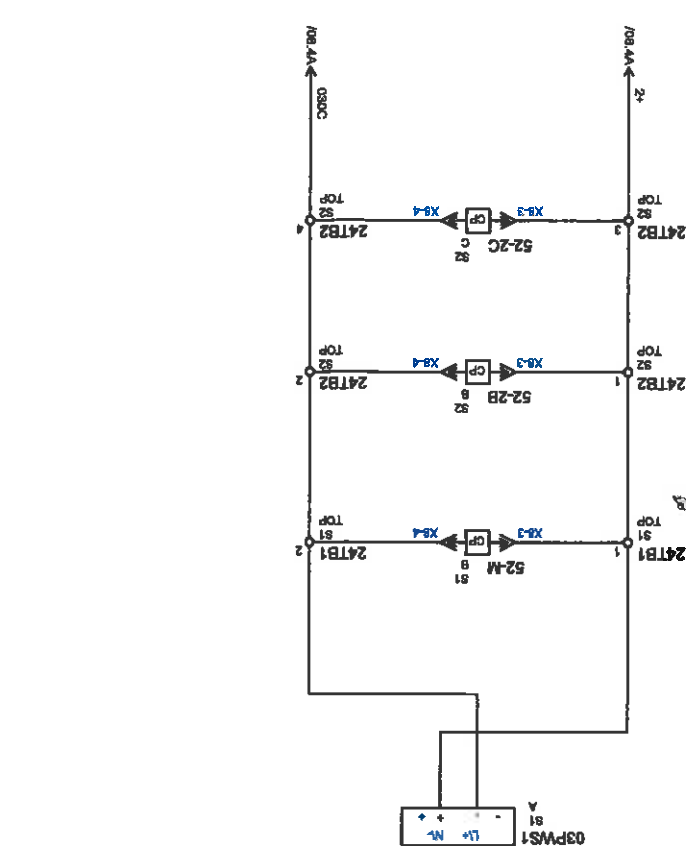 03PWS1
S1
A
L\+ N\-
- - + +
24TB1
S1
TOP
1
52-M
S1
B
X8-3
CP
X8-4
24TB1
S1
TOP
2
24TB2
S2
TOP
1
52-2B
S2
B
X8-3
CP
X8-4
24TB2
S2
TOP
2
24TB2
S2
TOP
3
52-2C
S2
C
X8-3
CP
X8-4
24TB2
S2
TOP
4
2+
030C
/08.4A
/08.4A